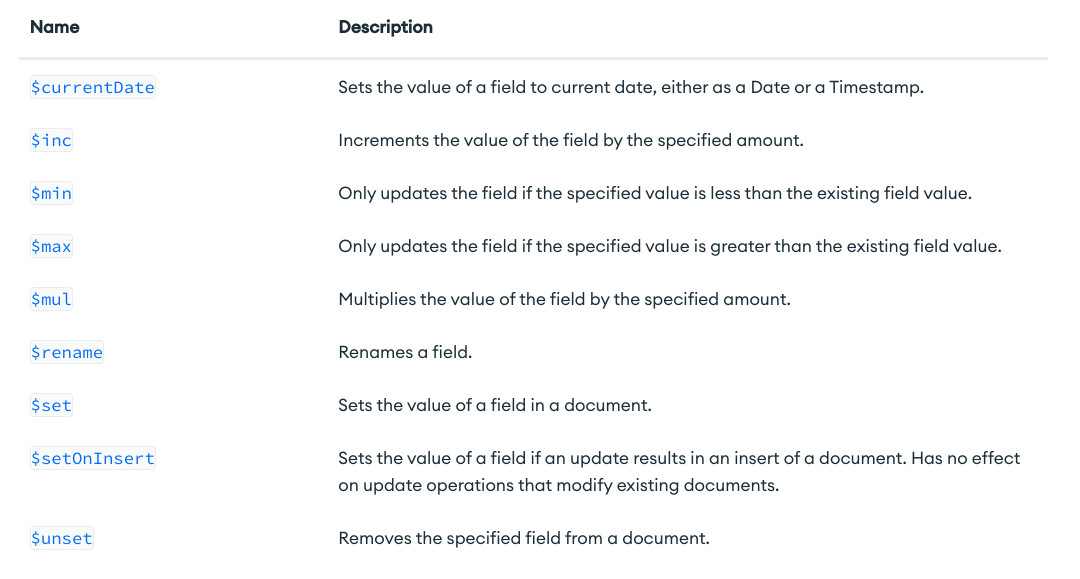 Name Description
$currentDate Sets the value of a field to current date, either as a Date or a Timestamp.
$inc Increments the value of the field by the specified amount.
$min Only updates the field if the specified value is less than the existing field value.
$max Only updates the field if the specified value is greater than the existing field value.
$mul Multiplies the value of the field by the specified amount.
$rename Renames a field.
$set Sets the value of a field in a document.
$setOnInsert Sets the value of a field if an update results in an insert of a document. Has no effect
on update operations that modify existing documents.
$unset Removes the specified field from a document.